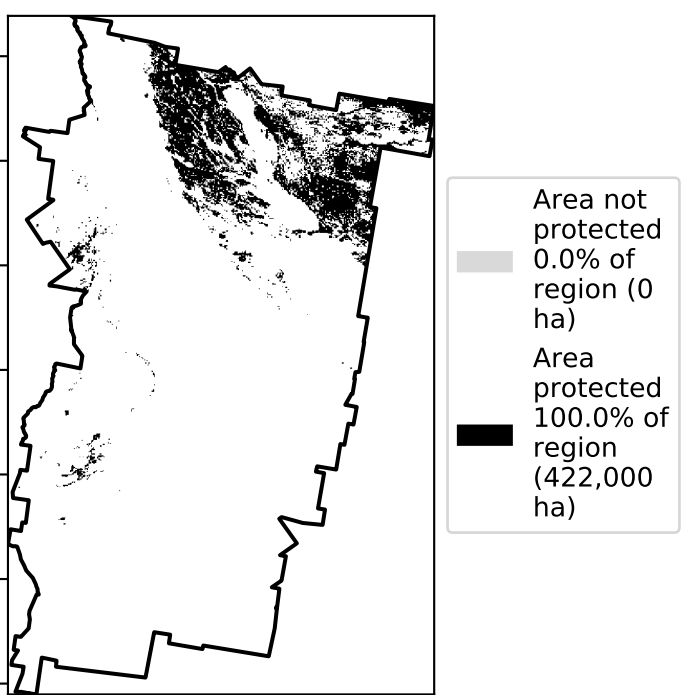 Area not
protected
0.0% of
region (0
ha)
Area
protected
100.0% of
region
(422,000
ha)